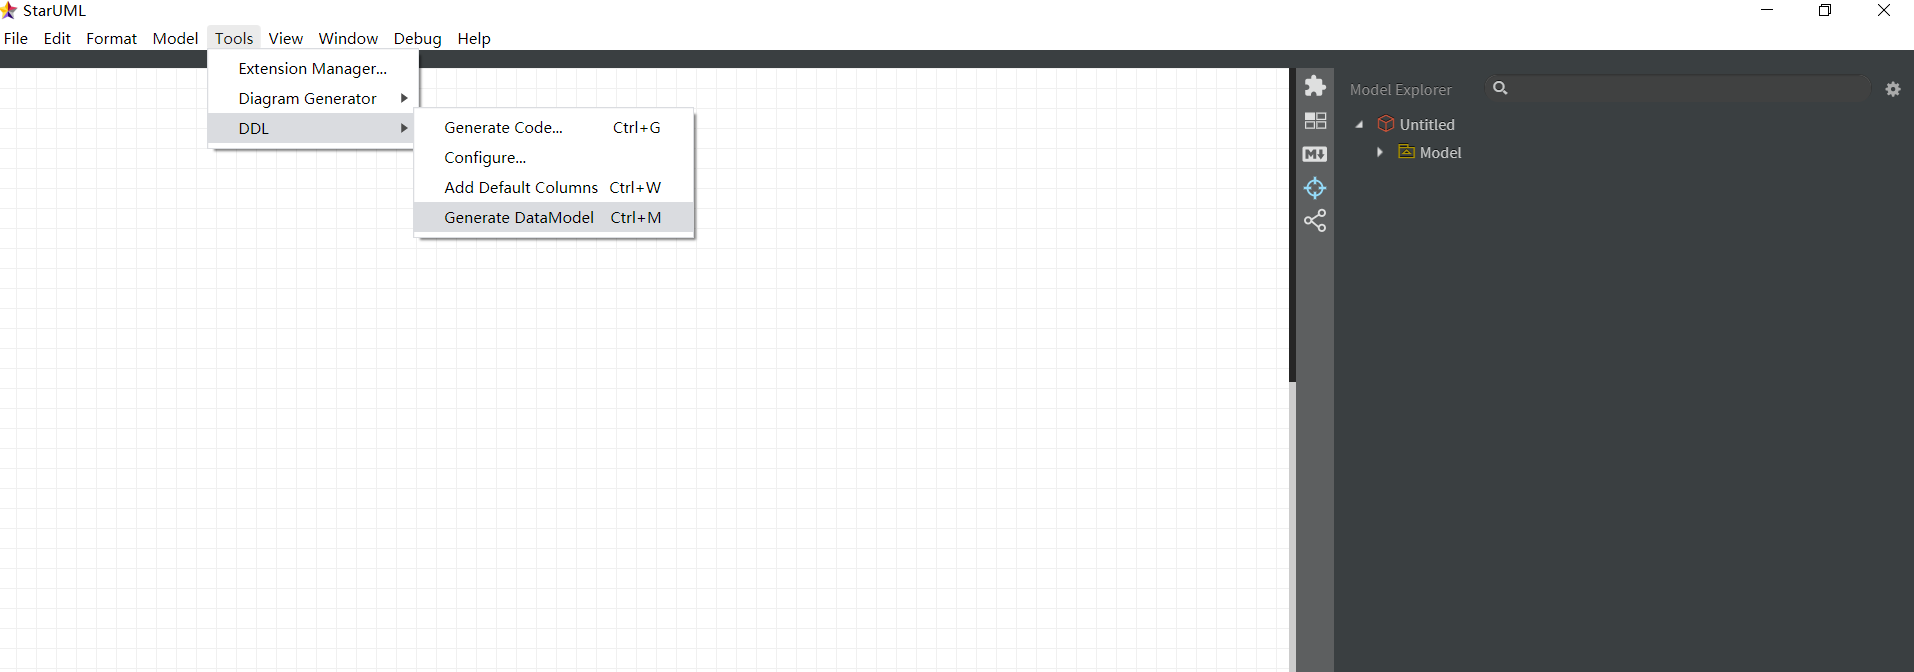 StarUML
File Edit Format Model Tools View Window Debug Help
Extension Manager...
Diagram Generator
DDL
Generate Code... Ctrl+G
Configure...
Add Default Columns Ctrl+W
Generate DataModel Ctrl+M
M
Model Explorer
Untitled
Model